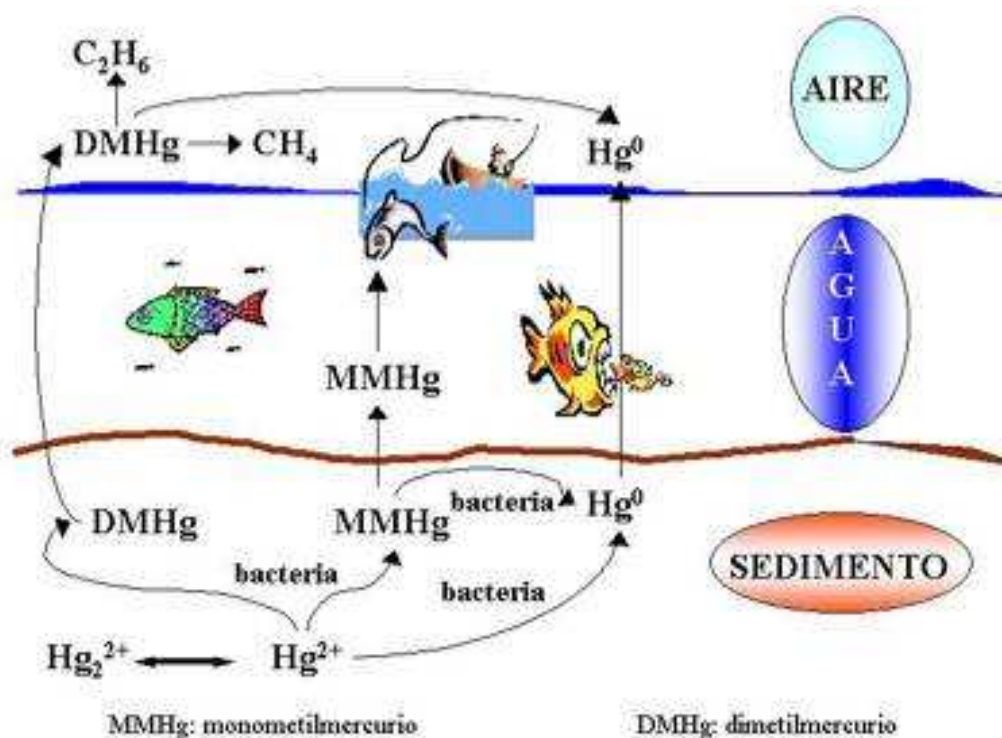 C₂H₆
AIRE
DMHg
CH₄
Hg⁰
A
G
U
A
MMHg
DMHg
MMHg
bacteria
Hg⁰
SEDIMENTO
bacteria
bacteria
Hg₂²⁺
Hg²⁺
MMHg: monometilmercurio
DMHg: dimetilmercurio